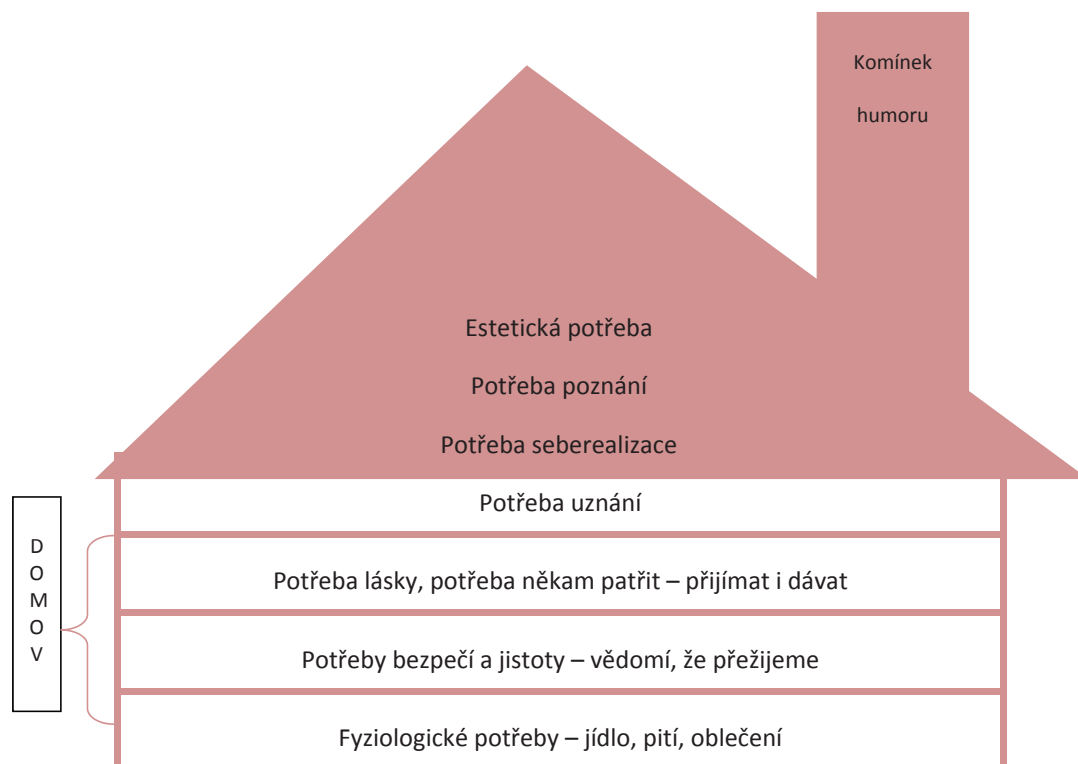 Komínek
humoru
Estetická potřeba
Potřeba poznání
Potřeba seberealizace
Potřeba uznání
D
O
M
O
V
Potřeba lásky, potřeba někam patřit – přijímat i dávat
Potřeby bezpečí a jistoty – vědomí, že přežijeme
Fyziologické potřeby – jídlo, pití, oblečení